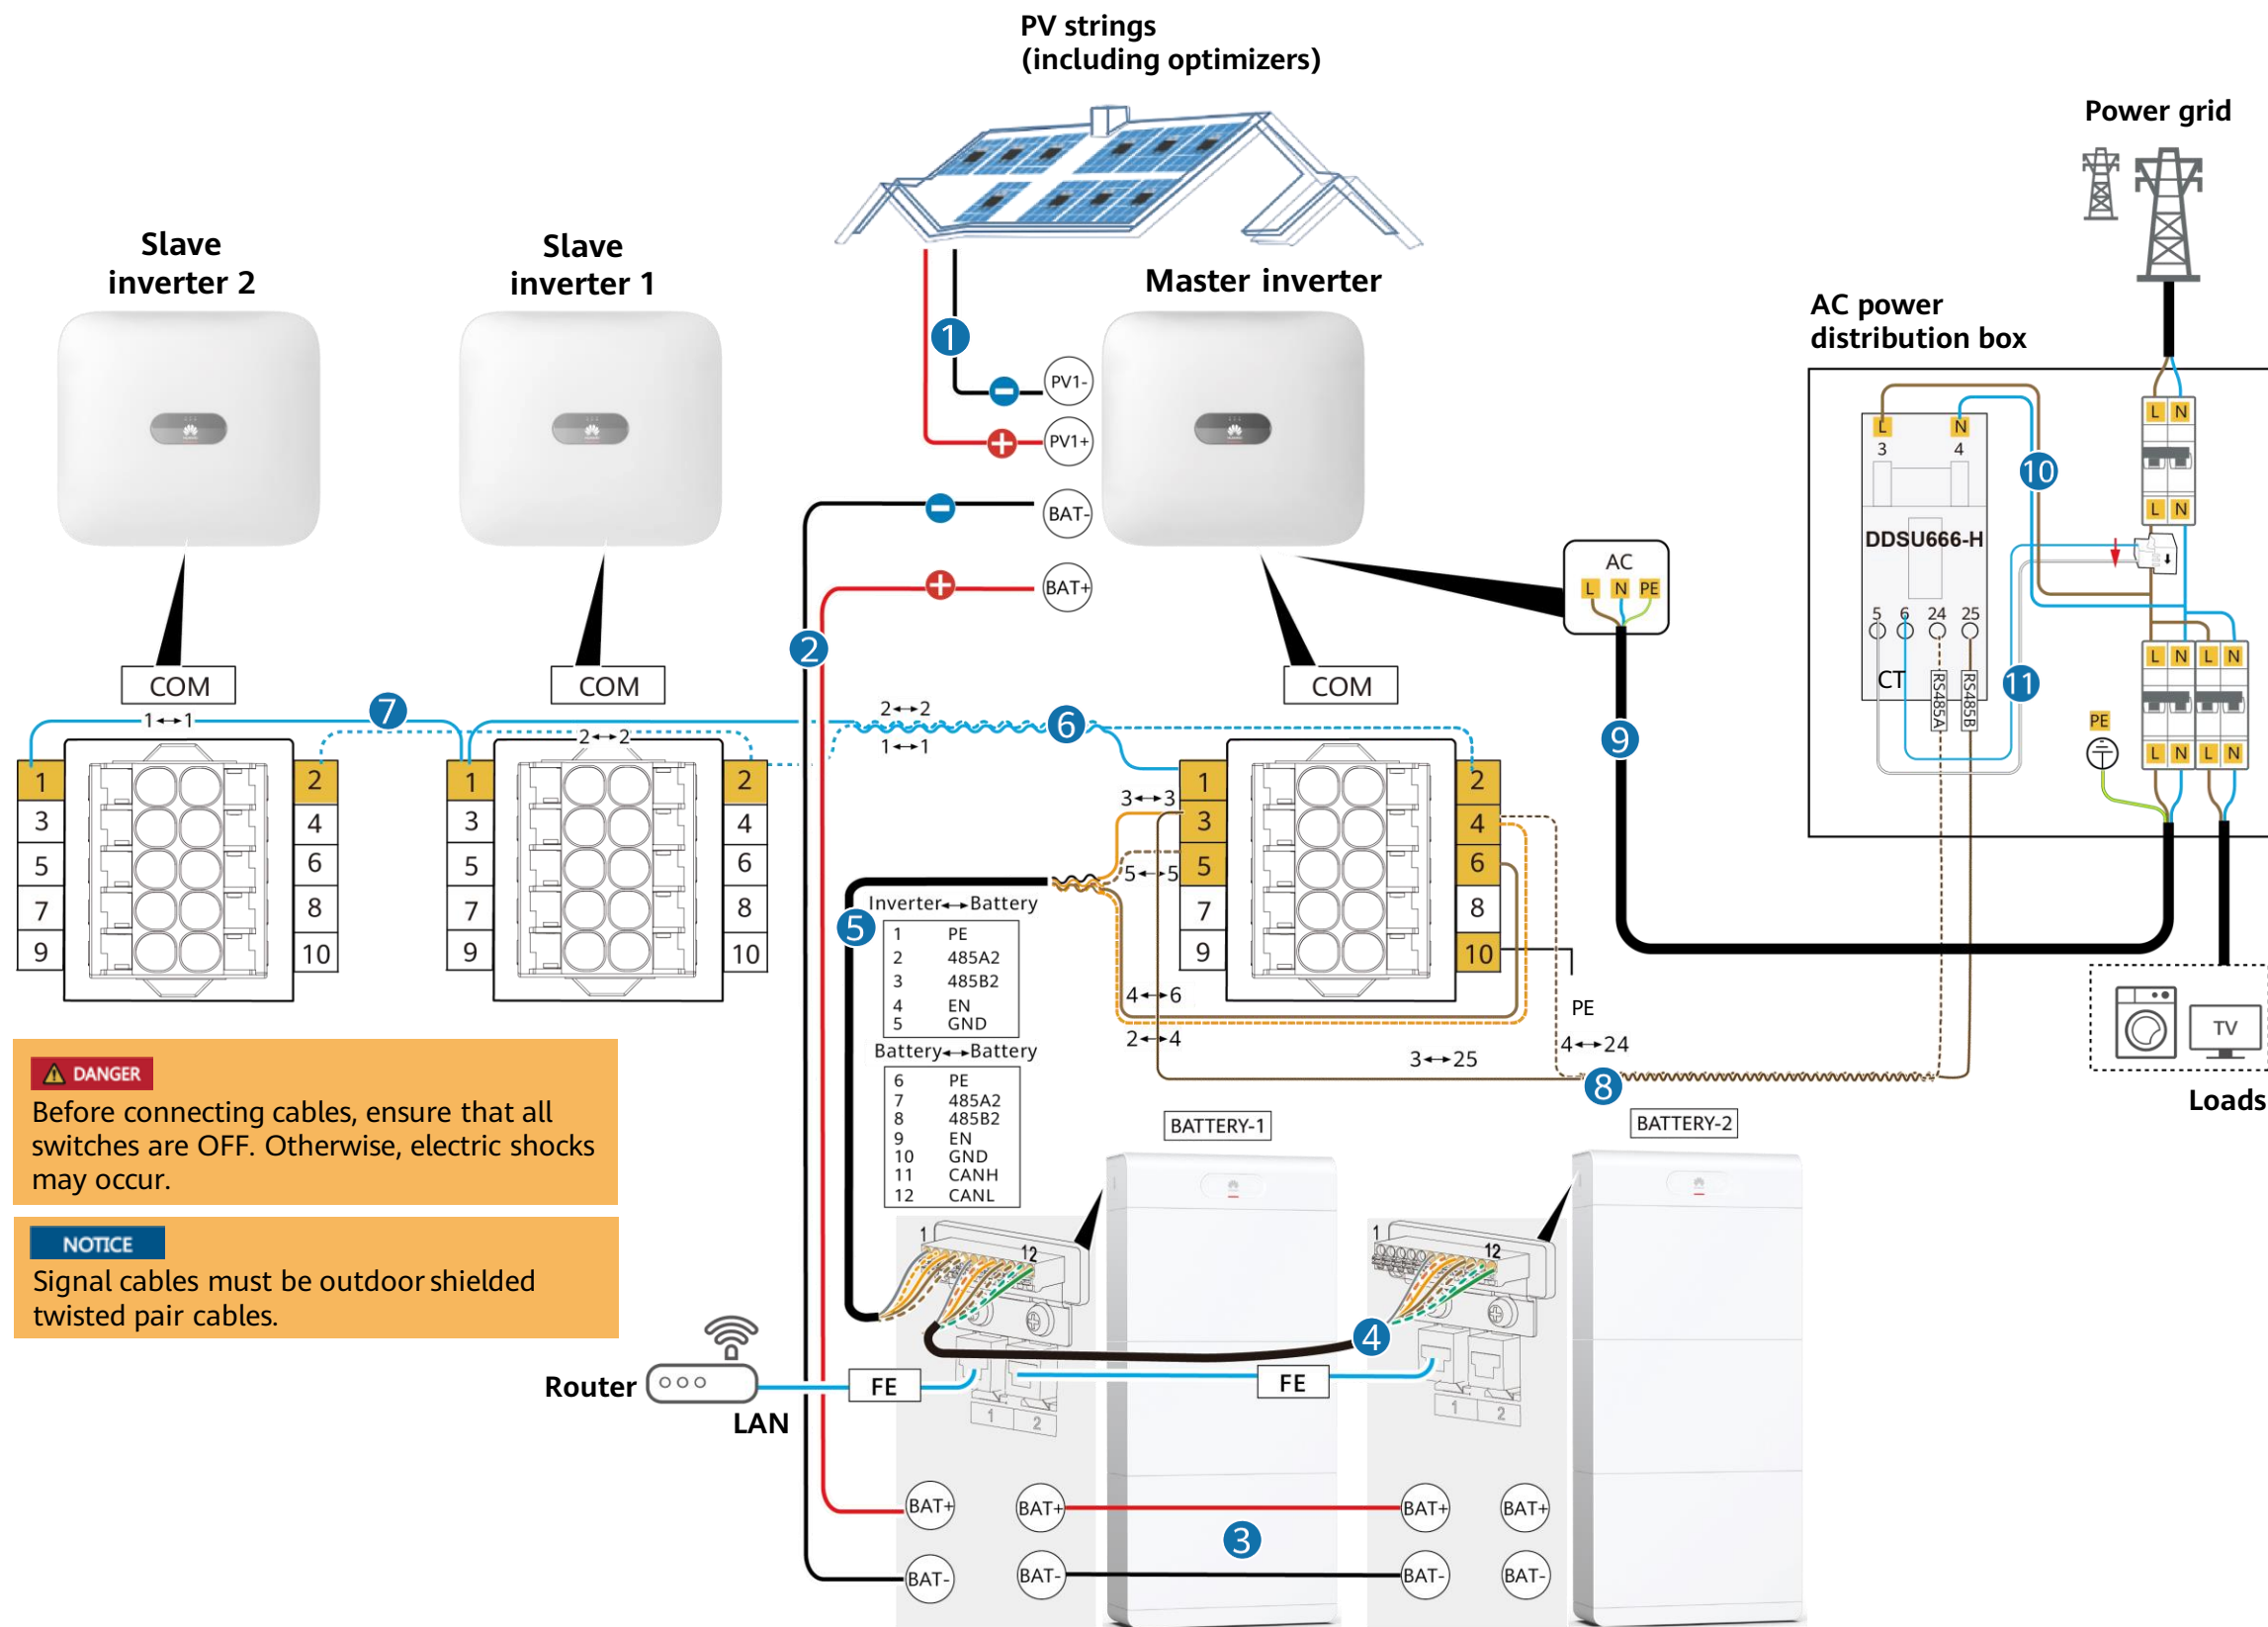 PV strings
(including optimizers)
Power grid
Slave
inverter 2
Slave
inverter 1
Master inverter
AC power
distribution box
1
PV1-
PV1+
BAT-
BAT+
2
AC
L N PE
L N
3 4
10
DDSU666-H
5 6 24 25
CT
RS485A
RS485B
11
L N
L N
L N L N
L N L N
PE
9
COM
COM
COM
7
1↔1
2↔2
2↔2
1↔1
6
1 2
3 4
5 6
7 8
9 10
1 2
3 4
5 6
7 8
9 10
1 2
3 4
5 6
7 8
9 10
3↔3
5↔5
4↔6
2↔4
PE
4↔24
3↔25
8
5
Inverter↔Battery
1 PE
2 485A2
3 485B2
4 EN
5 GND
Battery↔Battery
6 PE
7 485A2
8 485B2
9 EN
10 GND
11 CANH
12 CANL
TV
Loads
DANGER
Before connecting cables, ensure that all
switches are OFF. Otherwise, electric shocks
may occur.
NOTICE
Signal cables must be outdoor shielded
twisted pair cables.
BATTERY-1
BATTERY-2
1 12
1 12
4
Router
LAN
FE
FE
1 2
1 2
BAT+ BAT+ BAT+ BAT+
3
BAT- BAT- BAT- BAT-